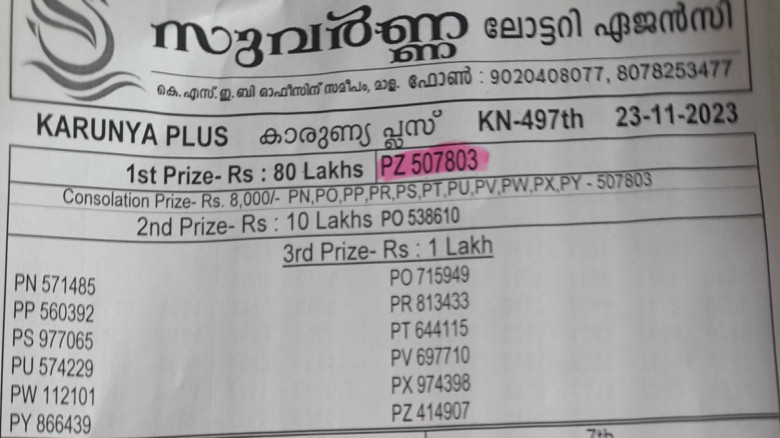 സുവർണ്ണ ലോട്ടറി ഏജൻസി
കെ.എസ്.ഇ.ബി ഓഫീസിന് സമീപം, മാള. ഫോൺ : 9020408077, 8078253477
KARUNYA PLUS കാരുണ്യ പ്ലസ് KN-497th 23-11-2023
1st Prize- Rs : 80 Lakhs PZ 507803
Consolation Prize- Rs. 8,000/- PN,PO,PP,PR,PS,PT,PU,PV,PW,PX,PY - 507803
2nd Prize- Rs : 10 Lakhs PO 538610
3rd Prize- Rs : 1 Lakh
PN 571485 PO 715949
PP 560392 PR 813433
PS 977065 PT 644115
PU 574229 PV 697710
PW 112101 PX 974398
PY 866439 PZ 414907
7th